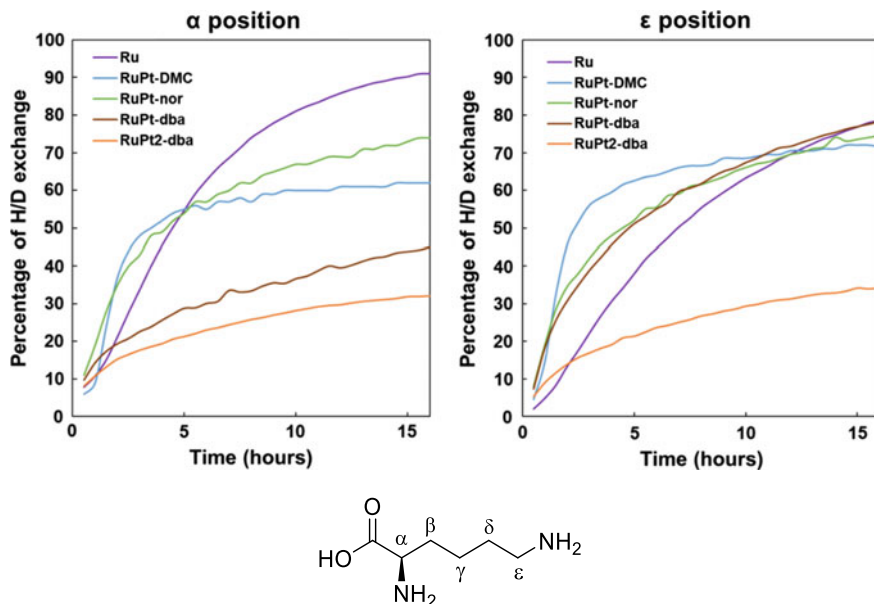 α position
Percentage of H/D exchange
100
90
80
70
60
50
40
30
20
10
0
Ru
RuPt-DMC
RuPt-nor
RuPt-dba
RuPt2-dba
0
5
10
15
Time (hours)
ε position
Percentage of H/D exchange
100
90
80
70
60
50
40
30
20
10
0
Ru
RuPt-DMC
RuPt-nor
RuPt-dba
RuPt2-dba
0
5
10
15
Time (hours)
O
HO
α
β
γ
δ
ε
NH2
NH2